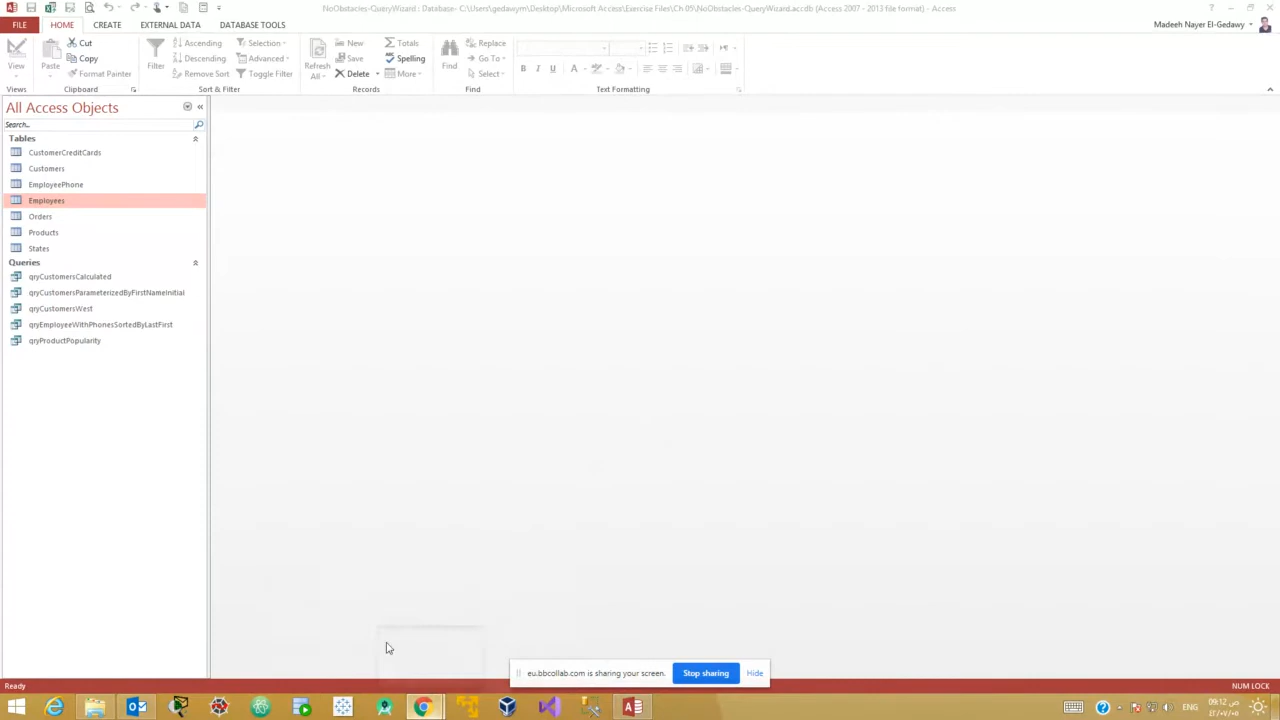 NoObstacles-QueryWizard : Database- C:\Users\gedawym\Desktop\Microsoft Access\Exercise Files\Ch 05\NoObstacles-QueryWizard.accdb (Access 2007 - 2013 file format) - Access
FILE HOME CREATE EXTERNAL DATA DATABASE TOOLS
Madeeh Nayer El-Gedawy
View
Views
Paste
Cut
Copy
Format Painter
Clipboard
Filter
Ascending
Descending
Remove Sort
Selection
Advanced
Toggle Filter
Sort & Filter
Refresh
All
New
Save
Delete
Totals
Spelling
More
Records
Find
Replace
Go To
Select
Find
B I U A
Text Formatting
All Access Objects
Search...
Tables
CustomerCreditCards
Customers
EmployeePhone
Employees
Orders
Products
States
Queries
qryCustomersCalculated
qryCustomersParameterizedByFirstNameInitial
qryCustomersWest
qryEmployeeWithPhonesSortedByLastFirst
qryProductPopularity
eu.bbcollab.com is sharing your screen.
Stop sharing
Hide
Ready
NUM LOCK
ENG
09:12 ص